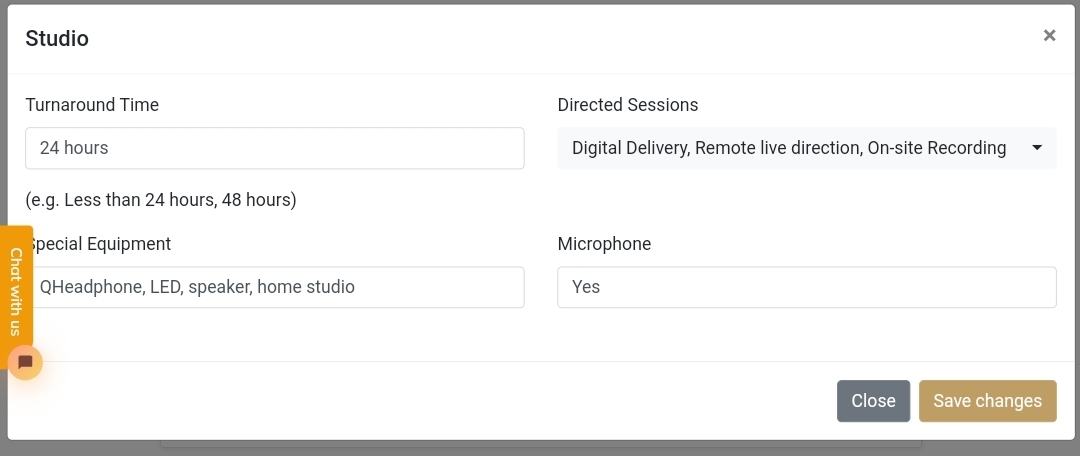 Studio
×
Turnaround Time
24 hours
(e.g. Less than 24 hours, 48 hours)
Directed Sessions
Digital Delivery, Remote live direction, On-site Recording
Special Equipment
QHeadphone, LED, speaker, home studio
Microphone
Yes
Chat with us
Close
Save changes